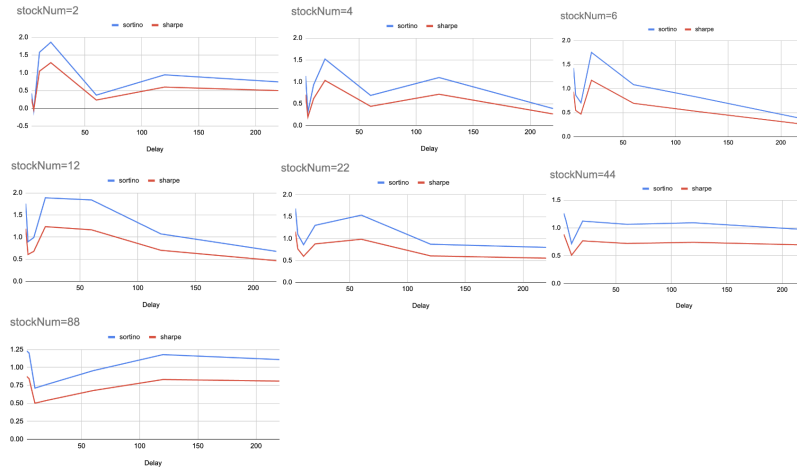 stockNum=2
sortino sharpe
2.0
1.5
1.0
0.5
0.0
-0.5
50 100 150 200
Delay
stockNum=4
sortino sharpe
2.0
1.5
1.0
0.5
0.0
50 100 150 200
Delay
stockNum=6
sortino sharpe
2.0
1.5
1.0
0.5
0.0
50 100 150 200
Delay
stockNum=12
sortino sharpe
2.0
1.5
1.0
0.5
0.0
50 100 150 200
Delay
stockNum=22
sortino sharpe
2.0
1.5
1.0
0.5
0.0
50 100 150 200
Delay
stockNum=44
sortino sharpe
1.5
1.0
0.5
0.0
50 100 150 200
Delay
stockNum=88
sortino sharpe
1.25
1.00
0.75
0.50
0.25
0.00
50 100 150 200
Delay